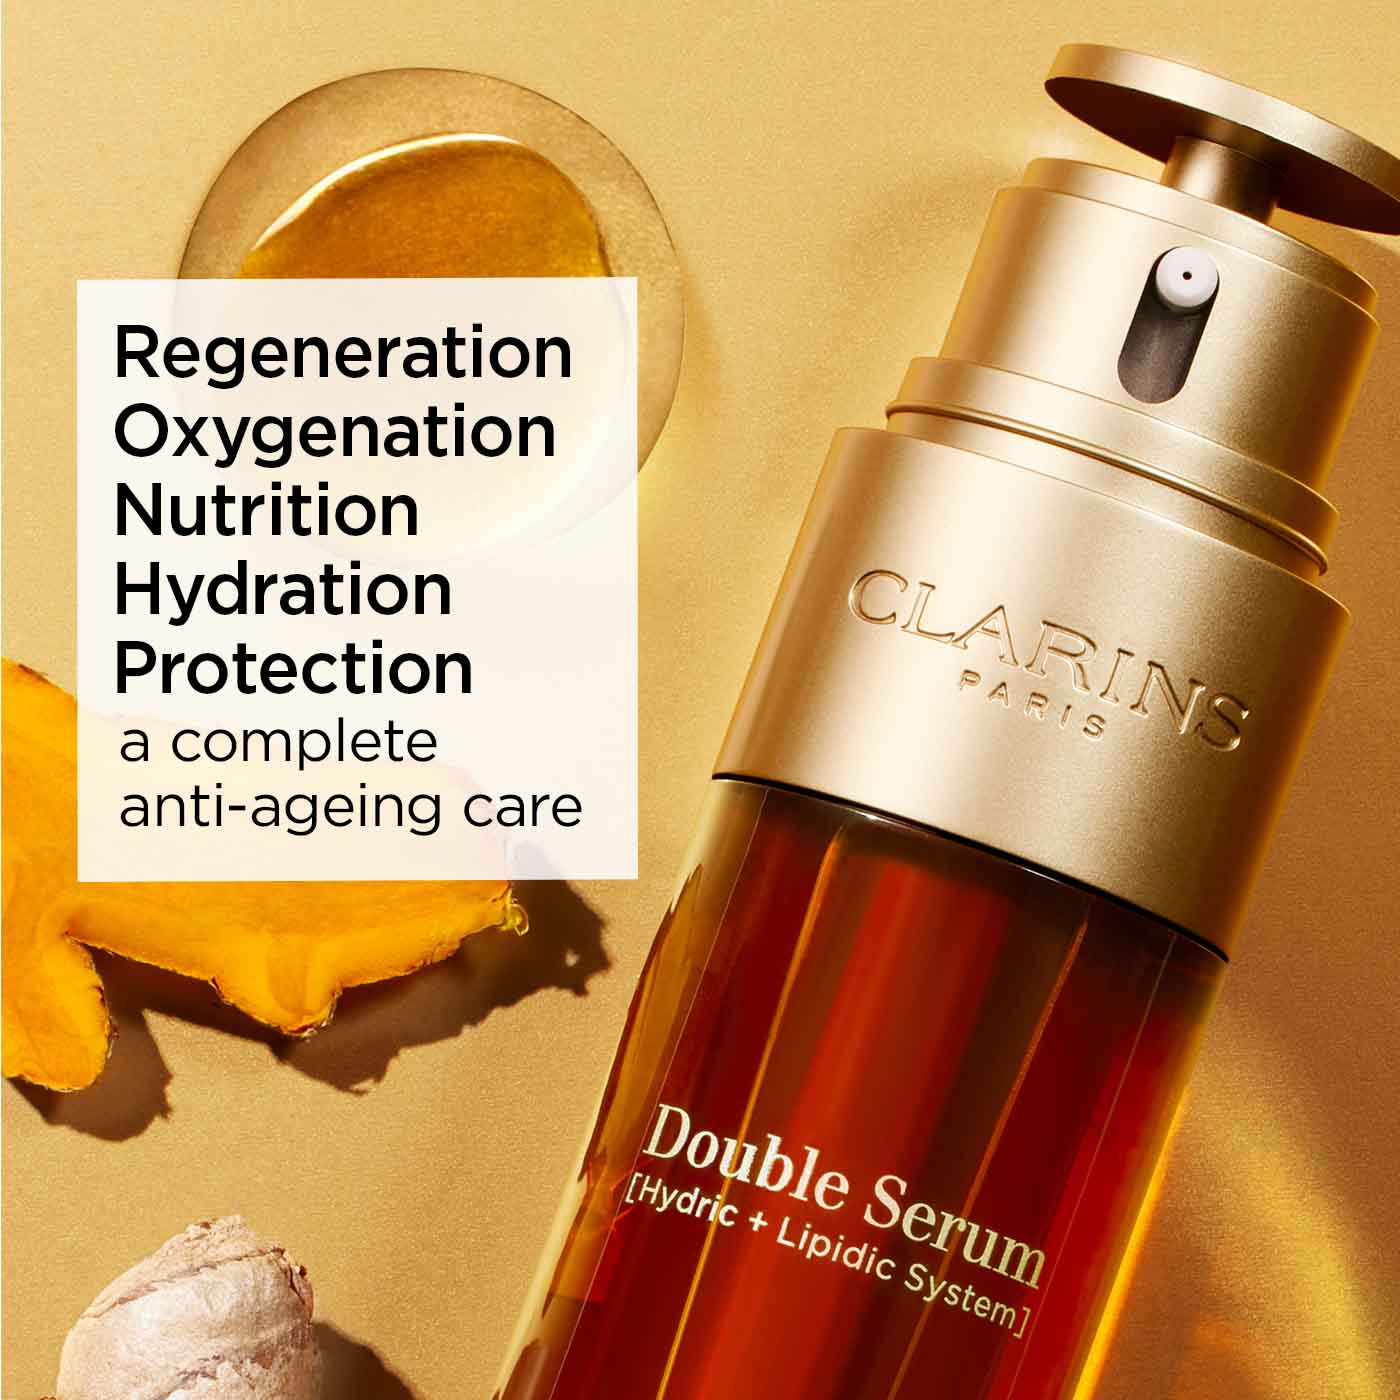 Regeneration
Oxygenation
Nutrition
Hydration
Protection
a complete
anti-ageing care
CLARINS
PARIS
Double Serum
[Hydric + Lipidic System]